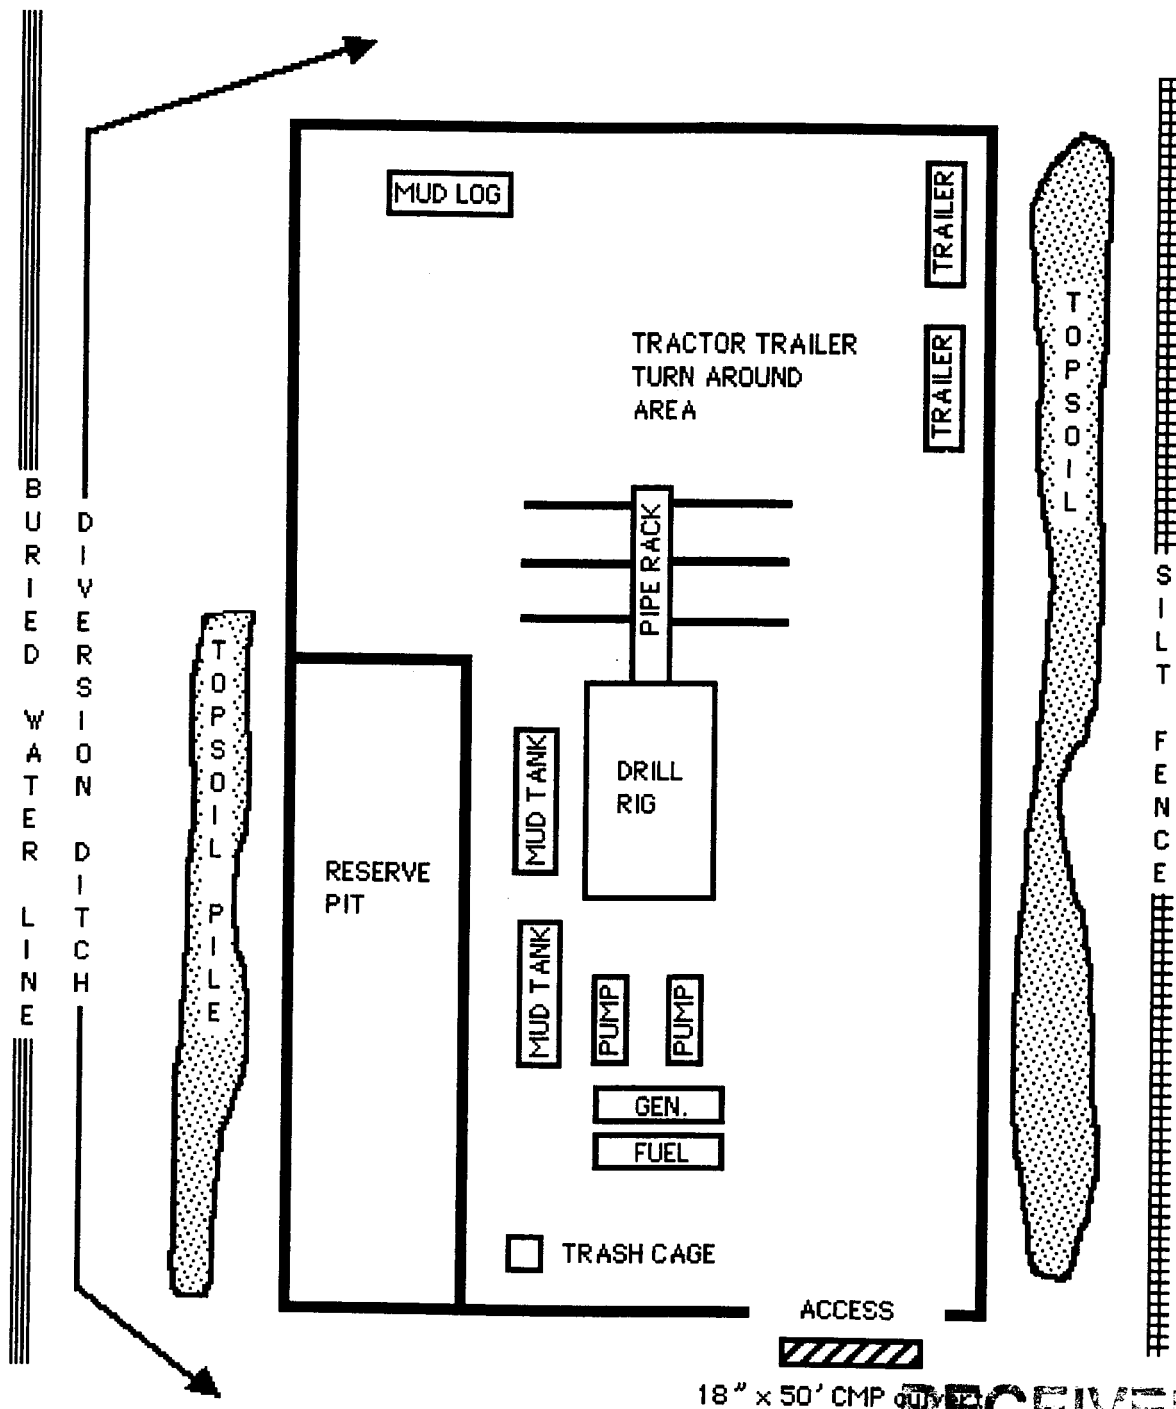 MUD LOG
TRAILER
TRACTOR TRAILER
TURN AROUND
AREA
TRAILER
TOPSOIL
PIPE RACK
BURIED WATER LINE
DIVERSION DITCH
TOPSOIL PILE
SILT FENCE
MUD TANK
DRILL
RIG
RESERVE
PIT
MUD TANK
PUMP
PUMP
GEN.
FUEL
TRASH CAGE
ACCESS
18" x 50' CMP culvert